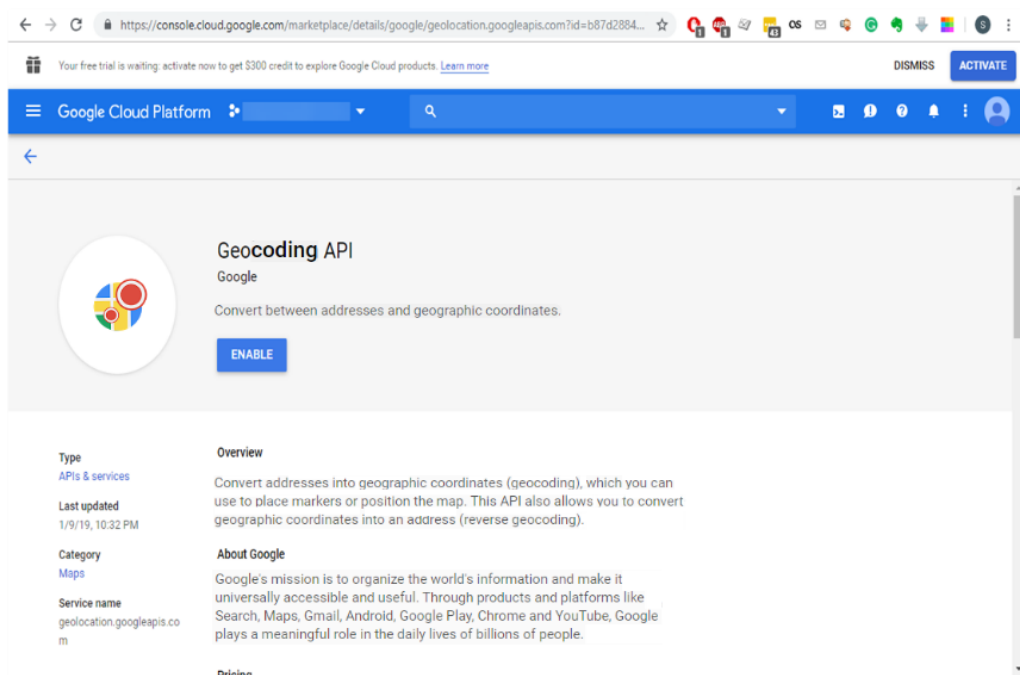 https://console.cloud.google.com/marketplace/details/google/geolocation.googleapis.com?id=b87d2884...
1
ABP
1
43
OS
G
S
Your free trial is waiting: activate now to get $300 credit to explore Google Cloud products. Learn more
DISMISS
ACTIVATE
Google Cloud Platform
Geocoding API
Google
Convert between addresses and geographic coordinates.
ENABLE
Type
APIs & services
Last updated
1/9/19, 10:32 PM
Category
Maps
Service name
geolocation.googleapis.co
m
Overview
Convert addresses into geographic coordinates (geocoding), which you can
use to place markers or position the map. This API also allows you to convert
geographic coordinates into an address (reverse geocoding).
About Google
Google's mission is to organize the world's information and make it
universally accessible and useful. Through products and platforms like
Search, Maps, Gmail, Android, Google Play, Chrome and YouTube, Google
plays a meaningful role in the daily lives of billions of people.
Pricing